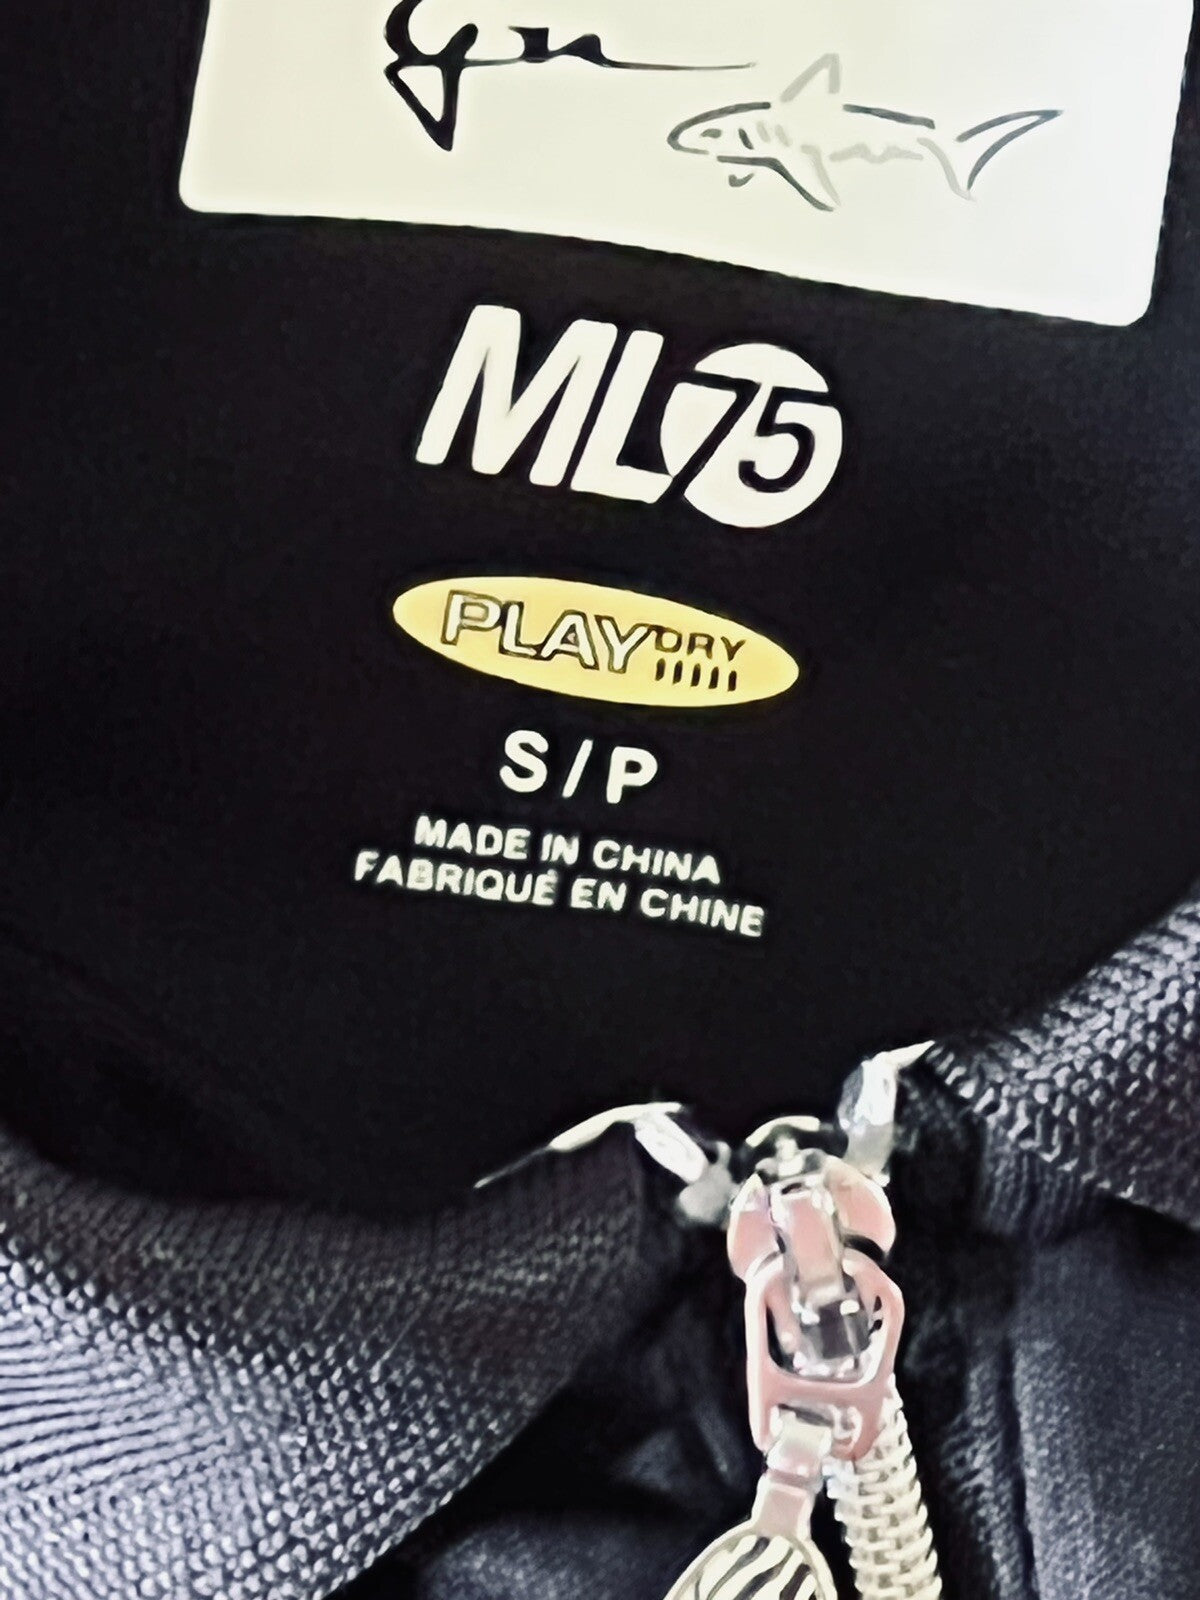 ML75
PLAYDRY
S/P
MADE IN CHINA
FABRIQUÉ EN CHINE